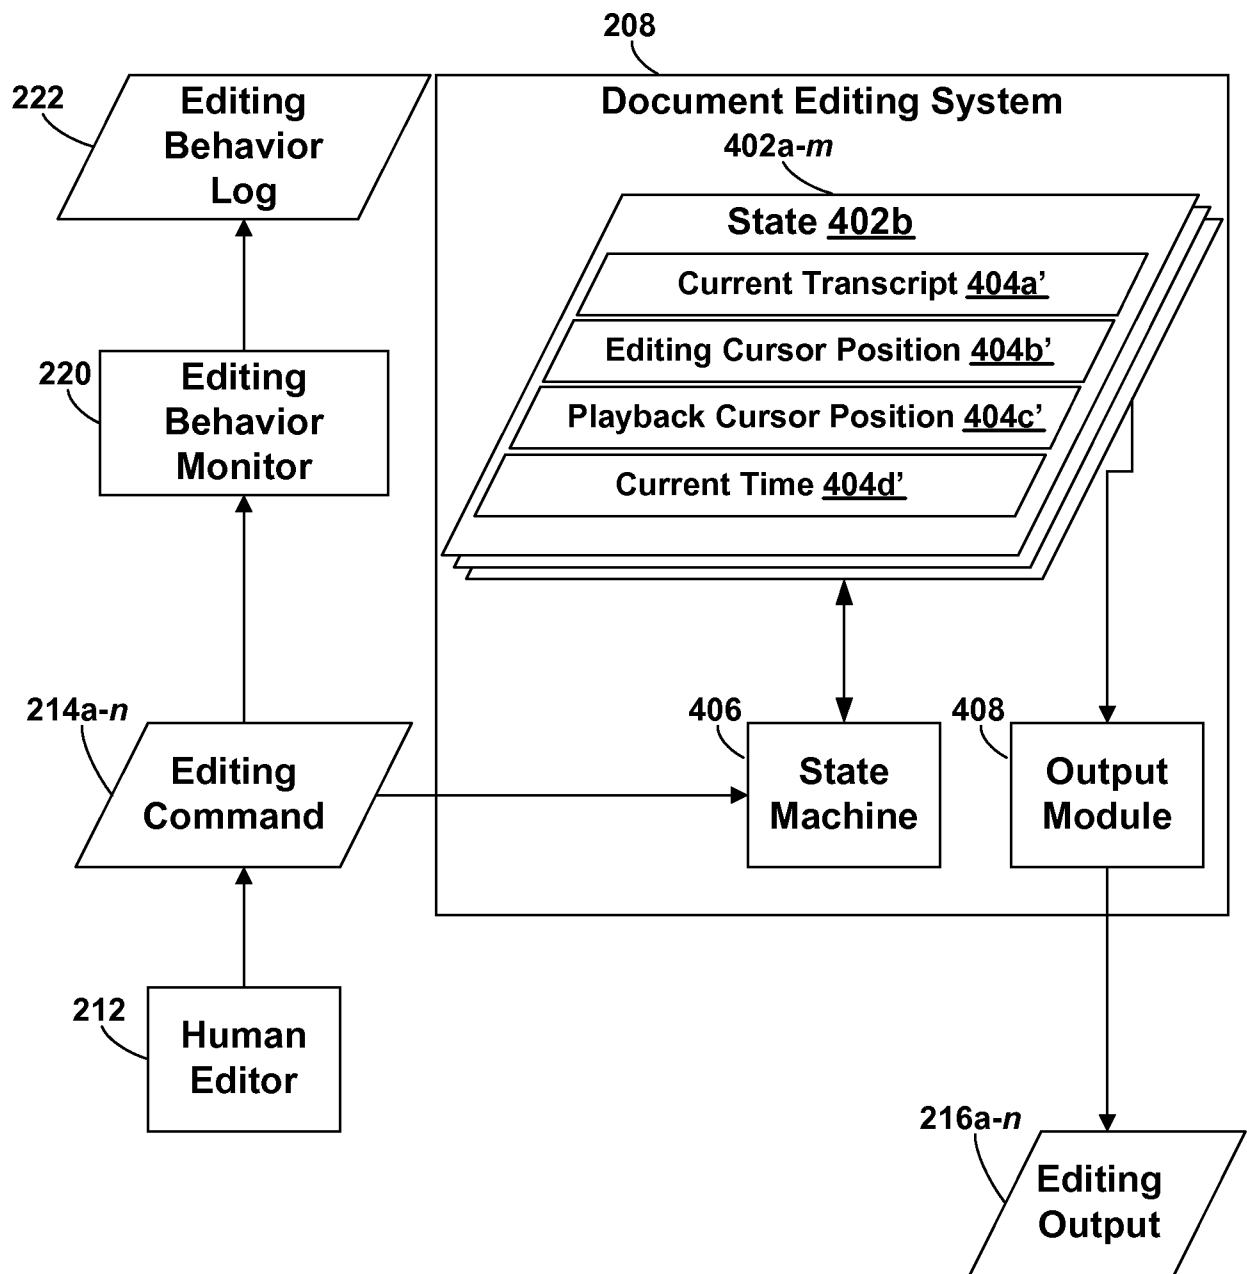 208
222
Editing
Behavior
Log
Document Editing System
402a-m
State 402b
Current Transcript 404a’
Editing Cursor Position 404b’
Playback Cursor Position 404c’
Current Time 404d’
220
Editing
Behavior
Monitor
214a-n
Editing
Command
406
State
Machine
408
Output
Module
212
Human
Editor
216a-n
Editing
Output